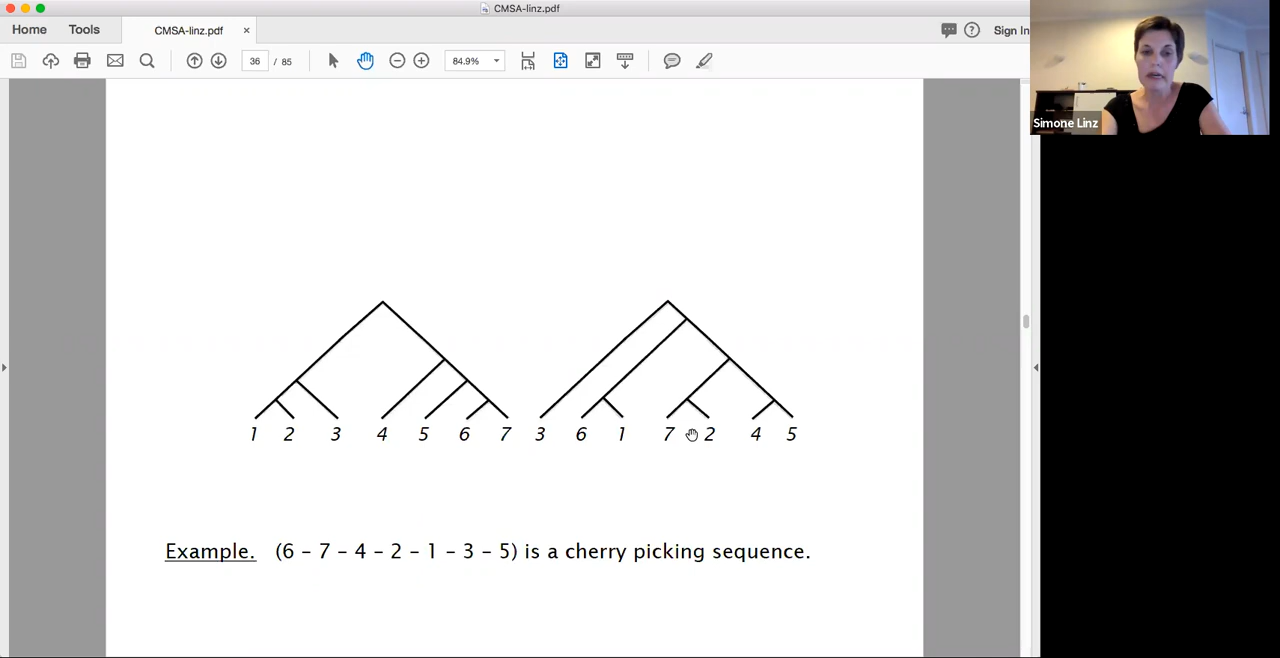 CMSA-linz.pdf
Home Tools CMSA-linz.pdf × Sign In
36 / 85 84.9%
Simone Linz
1 2 3 4 5 6 7 3 6 1 7 2 4 5
Example. (6 – 7 – 4 – 2 – 1 – 3 – 5) is a cherry picking sequence.